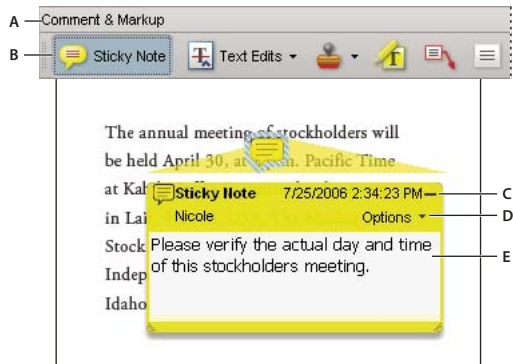 A
Comment & Markup
B
Sticky Note
Text Edits
T
T
The annual meeting of stockholders will
be held April 30, at Pacific Time
at
in
Stock
Indep
Idaho
Sticky Note 7/25/2006 2:34:23 PM
Nicole Options
Please verify the actual day and time
of this stockholders meeting.
C
D
E